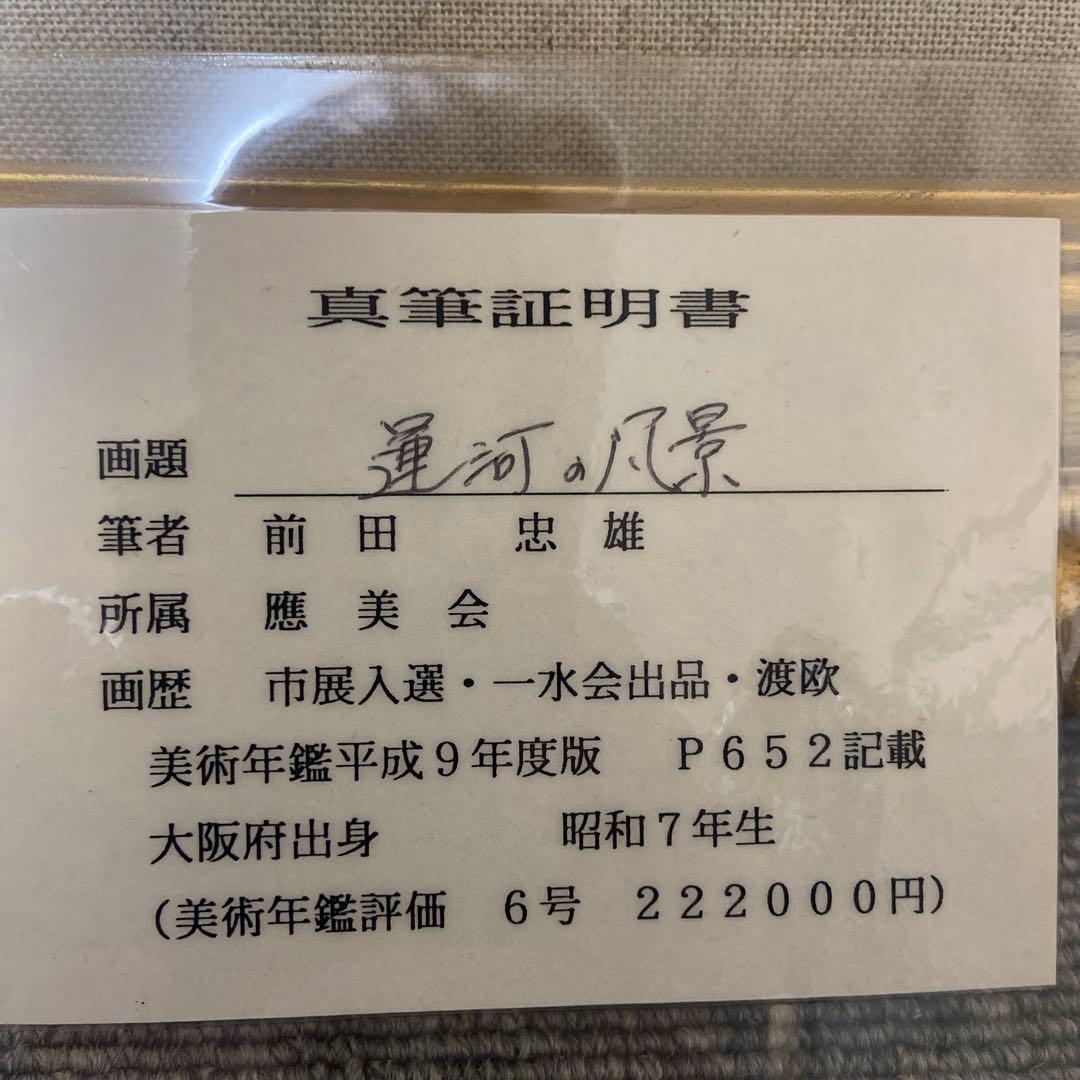 真筆証明書
画題 運河の風景
筆者 前田 忠雄
所属 應美会
画歴 市展入選・一水会出品・渡欧
美術年鑑平成9年度版 P652記載
大阪府出身 昭和7年生
(美術年鑑評価 6号 222000円)